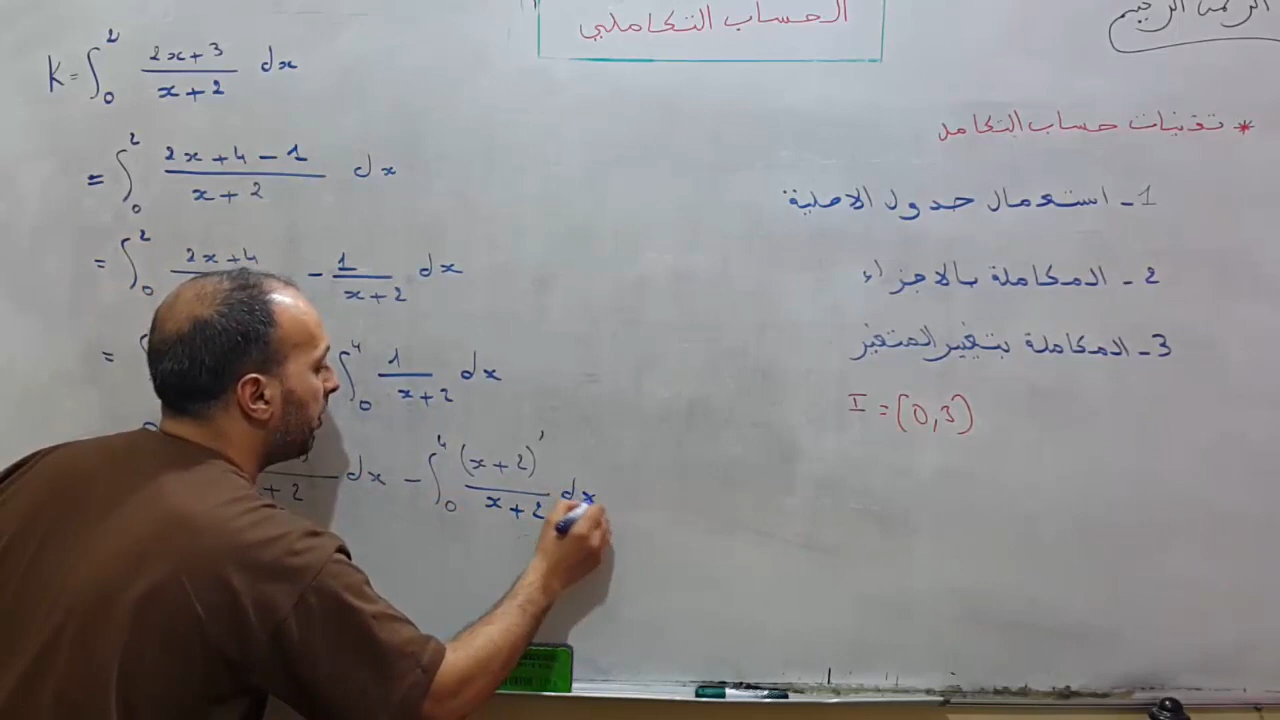 الرحمن الرحيم
الحساب التكاملي
* تقنيات حساب التكامل
1 - استعمال جدول الاصلية
2 - المكاملة بالاجزاء
3 - المكاملة بتغيير المتغير
I = (0,3)
K = ∫₀² (2x+3)/(x+2) dx
= ∫₀² (2x+4-1)/(x+2) dx
= ∫₀² 2x+4 - 1/(x+2) dx
= ∫₀⁴ 1/(x+2) dx
+2 dx - ∫₀⁴ (x+2)'/(x+2) dx